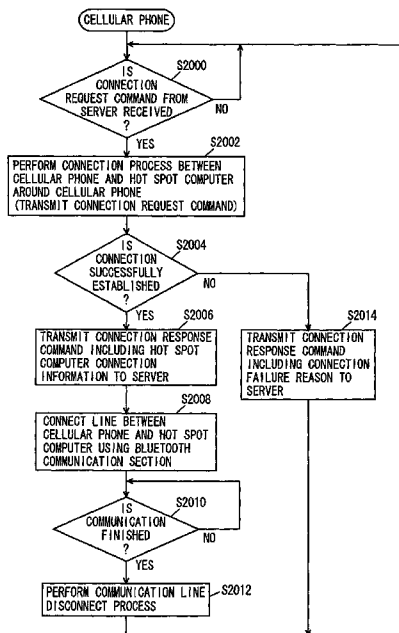 CELLULAR PHONE
S2000
IS
CONNECTION
REQUEST COMMAND FROM
SERVER RECEIVED
?
NO
YES
S2002
PERFORM CONNECTION PROCESS BETWEEN
CELLULAR PHONE AND HOT SPOT COMPUTER
AROUND CELLULAR PHONE
(TRANSMIT CONNECTION REQUEST COMMAND)
S2004
IS
CONNECTION
SUCCESSFULLY
ESTABLISHED
?
NO
YES
S2006
TRANSMIT CONNECTION RESPONSE
COMMAND INCLUDING HOT SPOT
COMPUTER CONNECTION
INFORMATION TO SERVER
S2014
TRANSMIT CONNECTION
RESPONSE COMMAND
INCLUDING CONNECTION
FAILURE REASON TO
SERVER
S2008
CONNECT LINE BETWEEN
CELLULAR PHONE AND HOT SPOT
COMPUTER USING BLUETOOTH
COMMUNICATION SECTION
S2010
IS
COMMUNICATION
FINISHED
?
NO
YES
S2012
PERFORM COMMUNICATION LINE
DISCONNECT PROCESS